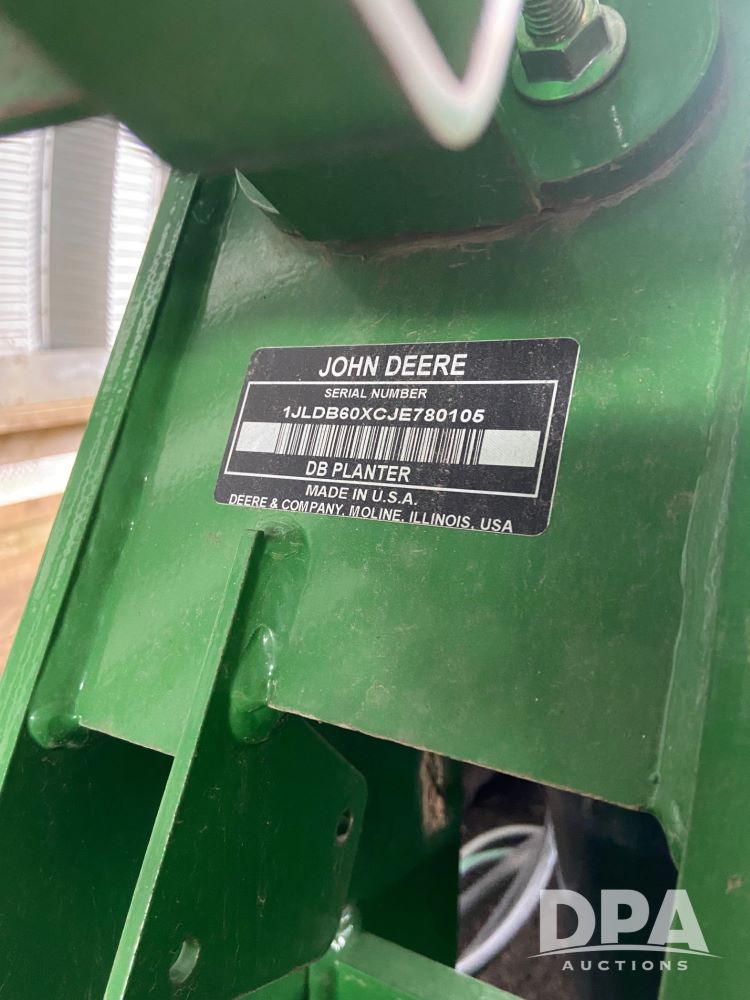 JOHN DEERE
SERIAL NUMBER
1JLDB60XCJE780105
DB PLANTER
MADE IN U.S.A.
DEERE & COMPANY, MOLINE, ILLINOIS, USA
DPA
AUCTIONS